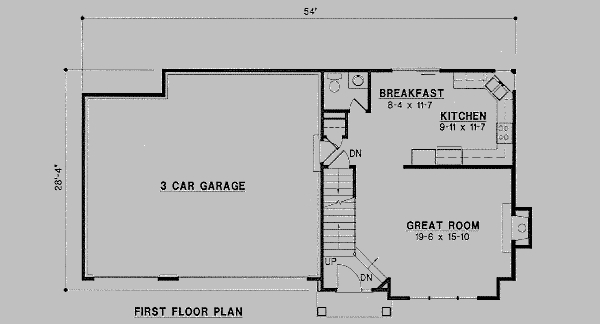 54'
BREAKFAST
8-4 x 11-7
KITCHEN
9-11 x 11-7
DN
28'-4"
3 CAR GARAGE
GREAT ROOM
19-6 x 15-10
UP
DN
FIRST FLOOR PLAN